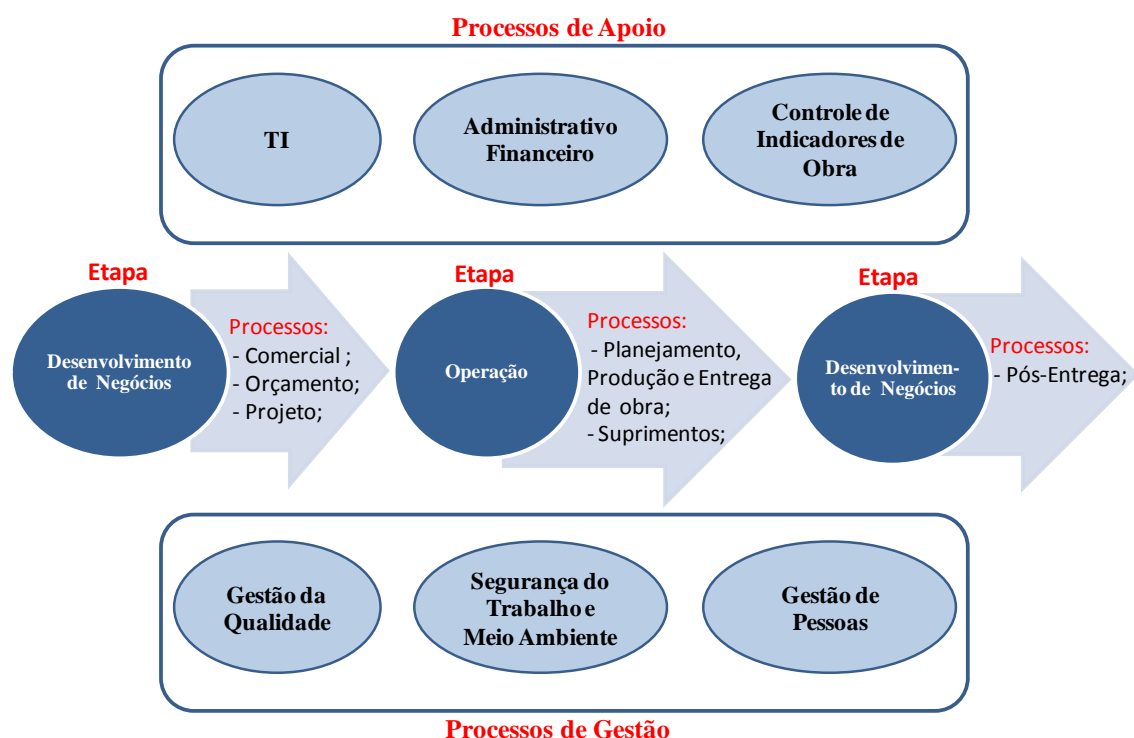 Processos de Apoio
TI
Administrativo
Financeiro
Controle de
Indicadores de
Obra
Etapa
Desenvolvimento
de Negócios
Processos:
- Comercial ;
- Orçamento;
- Projeto;
Etapa
Operação
Processos:
- Planejamento,
Produção e Entrega
de obra;
- Suprimentos;
Etapa
Desenvolvimen-
to de Negócios
Processos:
- Pós-Entrega;
Gestão da
Qualidade
Segurança do
Trabalho e
Meio Ambiente
Gestão de
Pessoas
Processos de Gestão